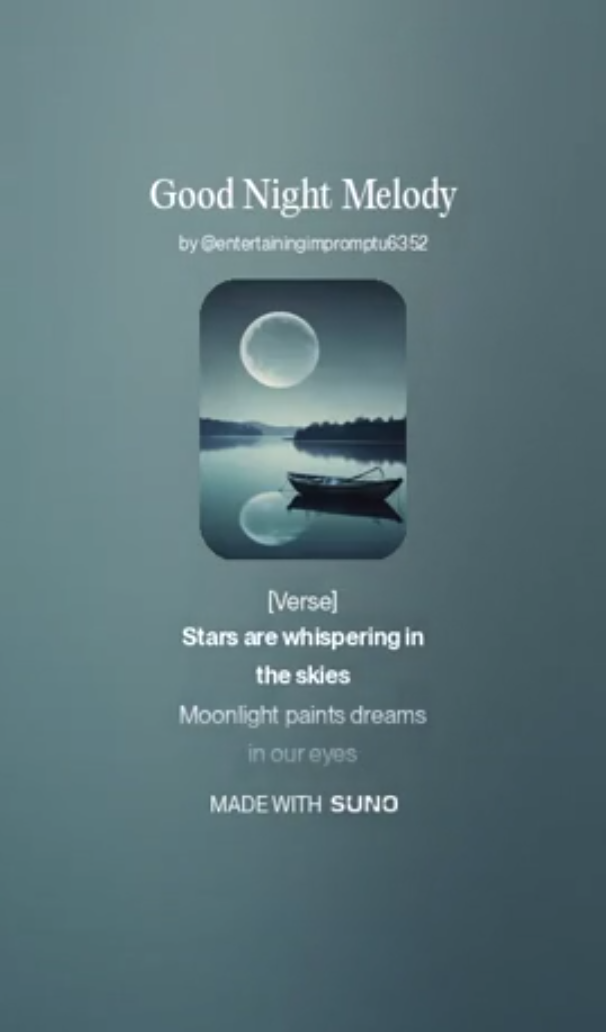 Good Night Melody
by @entertainingimpromptu6352
[Verse]
Stars are whispering in
the skies
Moonlight paints dreams
in our eyes
MADE WITH SUNO